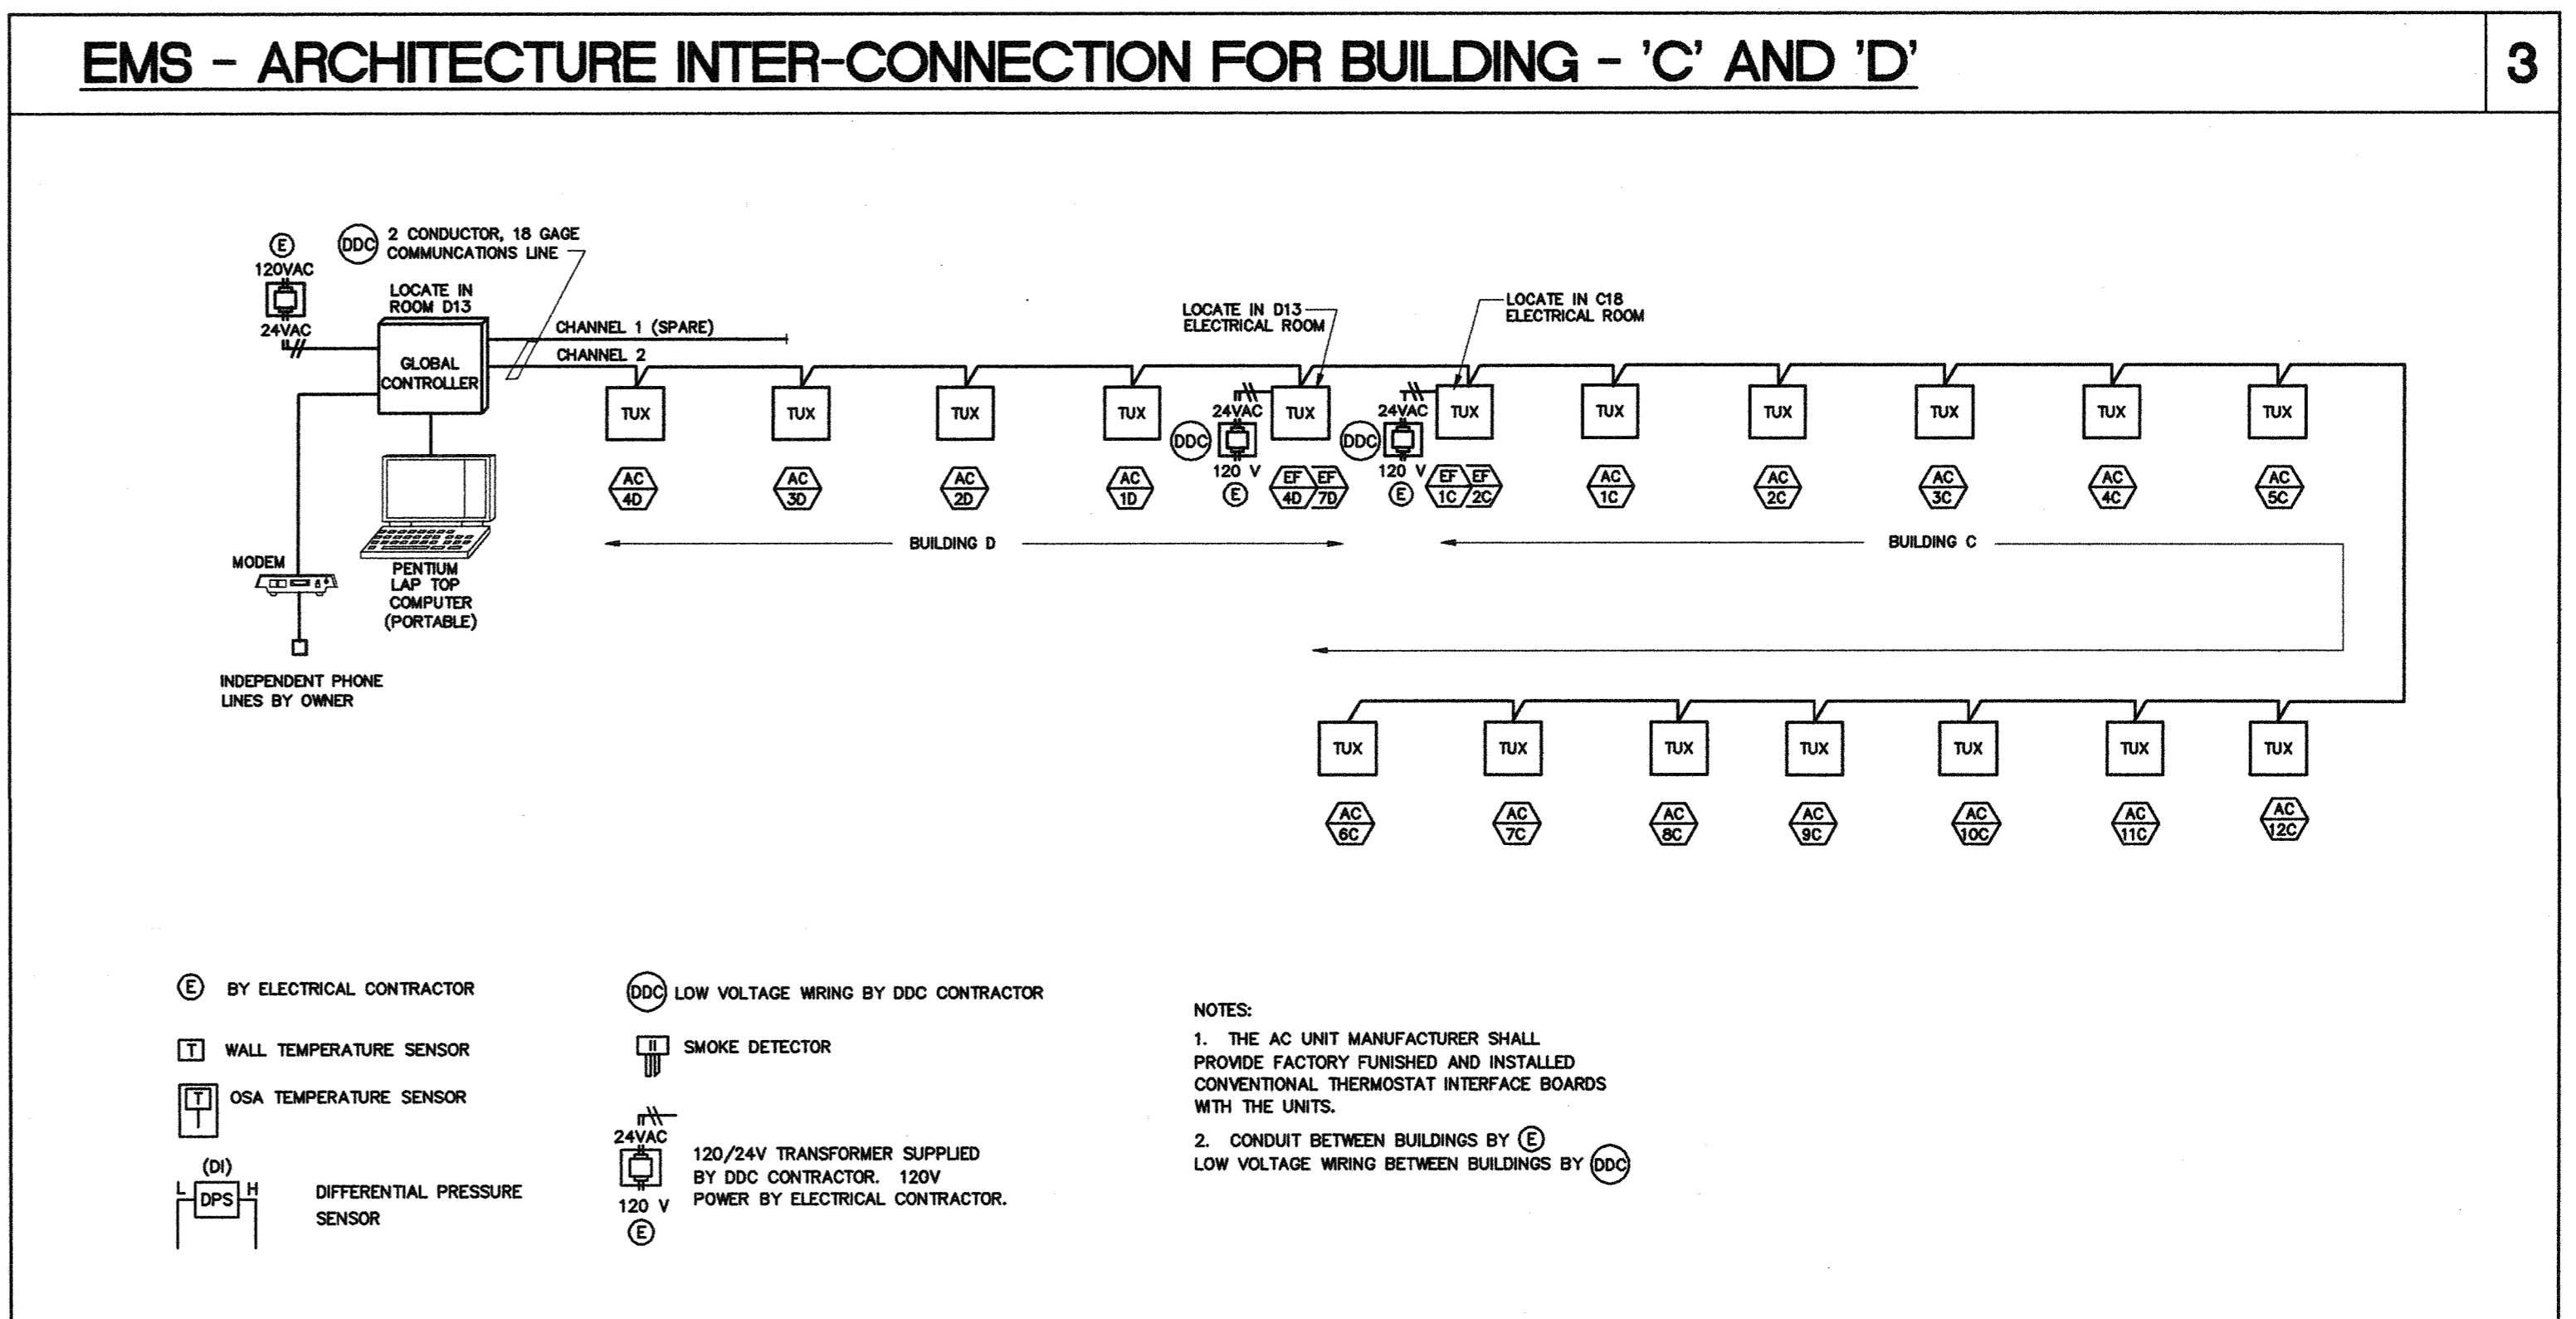 EMS - ARCHITECTURE INTER-CONNECTION FOR BUILDING - 'C' AND 'D'
3
E
120VAC
24VAC
DDC
2 CONDUCTOR, 18 GAGE
COMMUNCATIONS LINE
LOCATE IN
ROOM D13
GLOBAL
CONTROLLER
CHANNEL 1 (SPARE)
CHANNEL 2
LOCATE IN D13
ELECTRICAL ROOM
LOCATE IN C18
ELECTRICAL ROOM
TUX
TUX
TUX
TUX
DDC
24VAC
120 V
E
TUX
DDC
24VAC
120 V
E
TUX
TUX
TUX
TUX
TUX
TUX
AC
4D
AC
3D
AC
2D
AC
1D
EF
4D
EF
7D
EF
1C
EF
2C
AC
1C
AC
2C
AC
3C
AC
4C
AC
5C
BUILDING D
BUILDING C
MODEM
PENTIUM
LAP TOP
COMPUTER
(PORTABLE)
INDEPENDENT PHONE
LINES BY OWNER
TUX
TUX
TUX
TUX
TUX
TUX
TUX
AC
6C
AC
7C
AC
8C
AC
9C
AC
10C
AC
11C
AC
12C
E
BY ELECTRICAL CONTRACTOR
T
WALL TEMPERATURE SENSOR
T
OSA TEMPERATURE SENSOR
(DI)
L
DPS
H
DIFFERENTIAL PRESSURE
SENSOR
DDC
LOW VOLTAGE WIRING BY DDC CONTRACTOR
SMOKE DETECTOR
24VAC
120 V
E
120/24V TRANSFORMER SUPPLIED
BY DDC CONTRACTOR. 120V
POWER BY ELECTRICAL CONTRACTOR.
NOTES:
1. THE AC UNIT MANUFACTURER SHALL
PROVIDE FACTORY FUNISHED AND INSTALLED
CONVENTIONAL THERMOSTAT INTERFACE BOARDS
WITH THE UNITS.
2. CONDUIT BETWEEN BUILDINGS BY E
LOW VOLTAGE WIRING BETWEEN BUILDINGS BY DDC